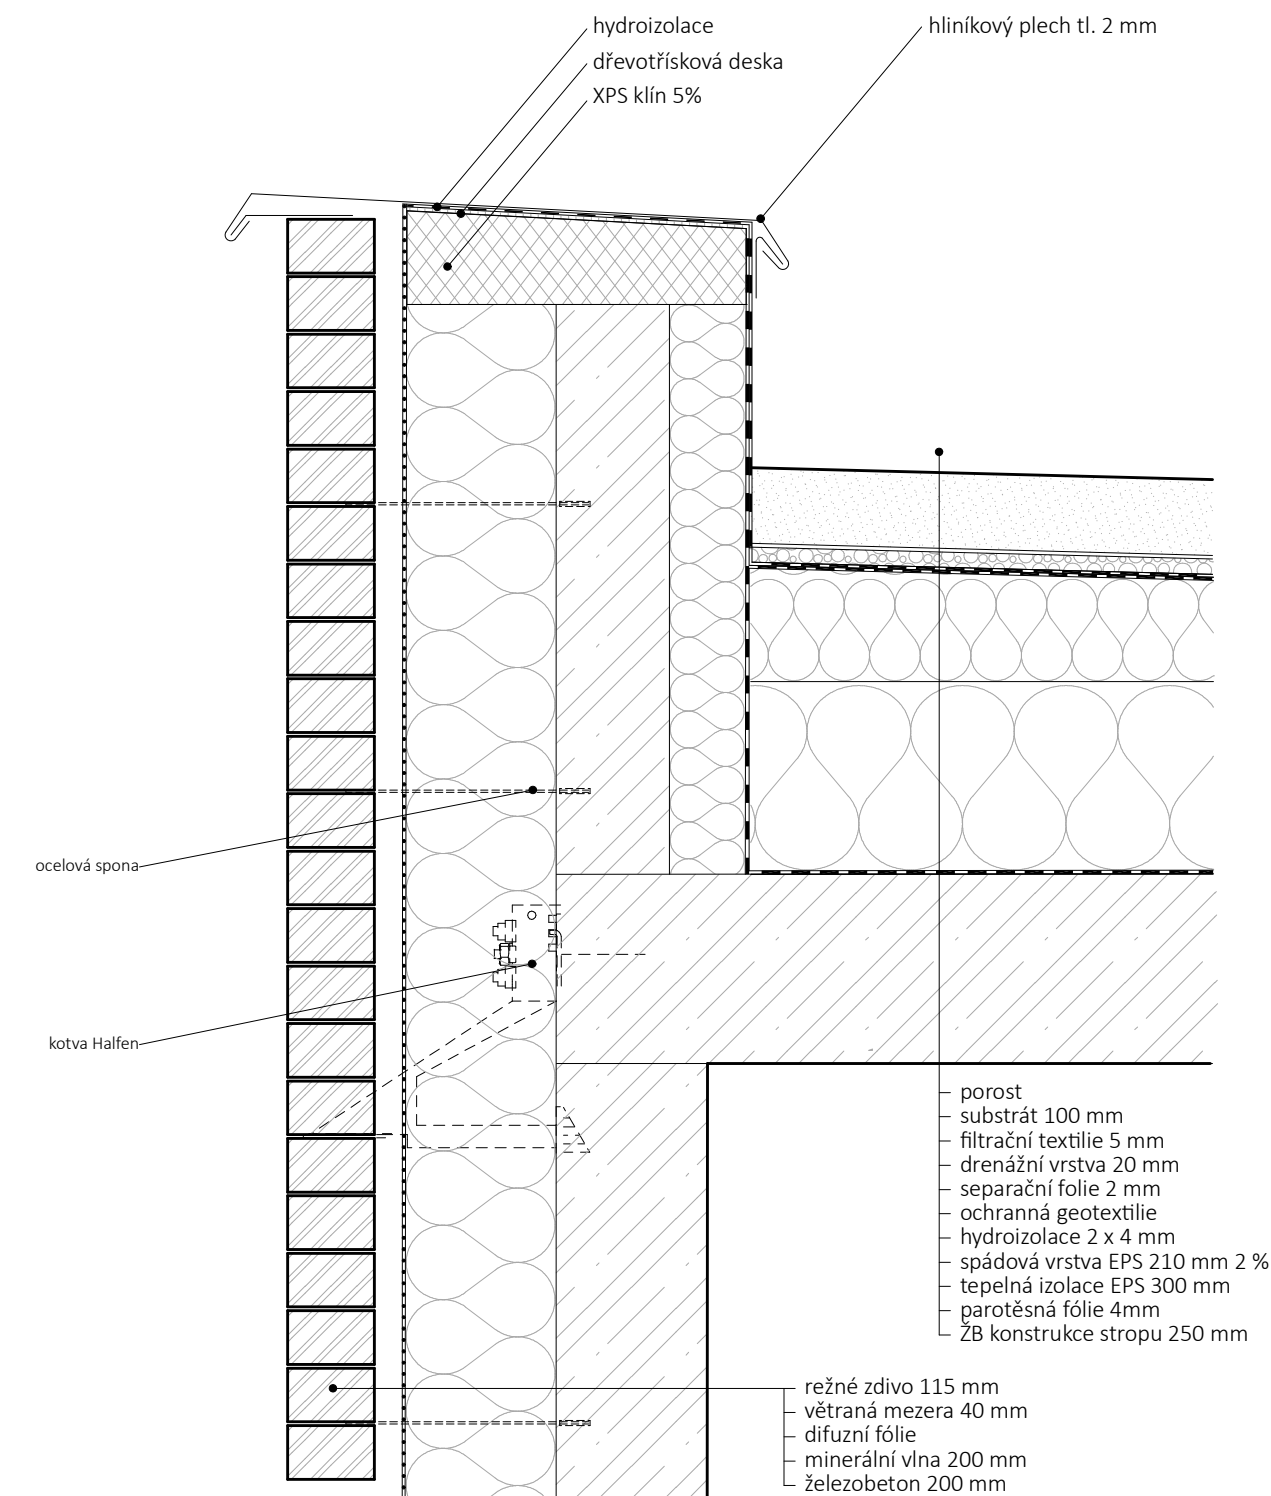 hydroizolace
dřevotřísková deska
XPS klín 5%
hliníkový plech tl. 2 mm
ocelová spona
kotva Halfen
porost
substrát 100 mm
filtrační textilie 5 mm
drenážní vrstva 20 mm
separační folie 2 mm
ochranná geotextilie
hydroizolace 2 x 4 mm
spádová vrstva EPS 210 mm 2 %
tepelná izolace EPS 300 mm
parotěsná fólie 4mm
ŽB konstrukce stropu 250 mm
režné zdivo 115 mm
větraná mezera 40 mm
difuzní fólie
minerální vlna 200 mm
železobeton 200 mm